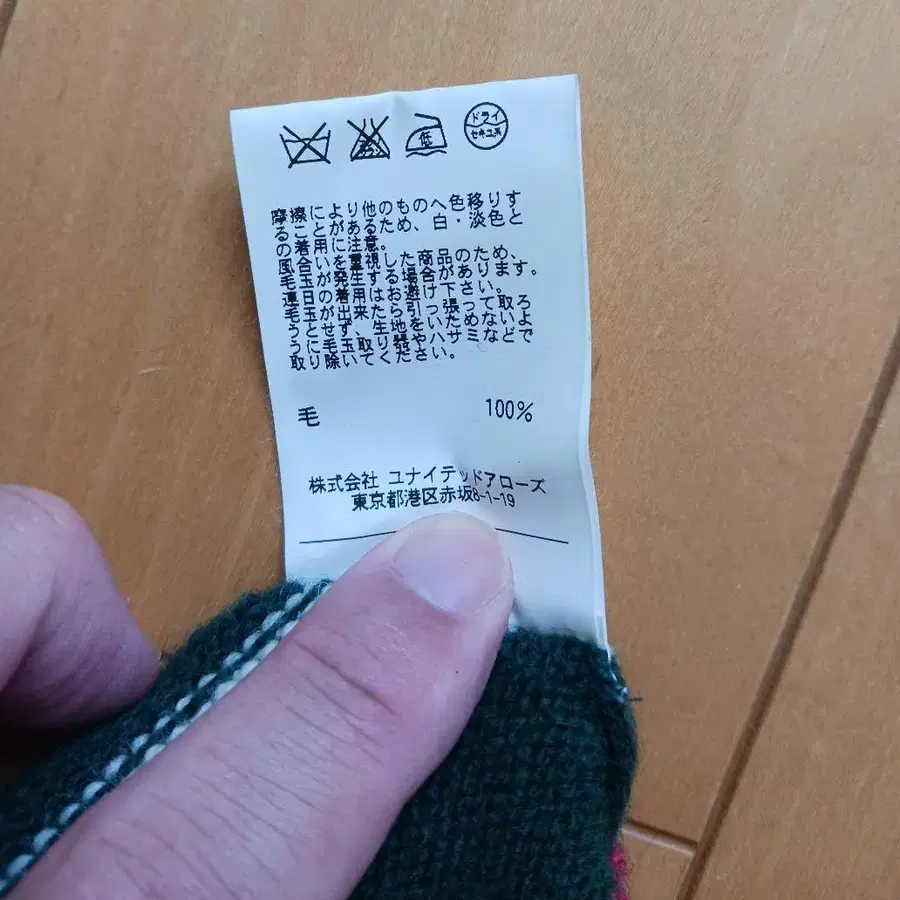 ドライ
セキユ系
低
摩擦により他のものへ色移りす
ることがあるため、白・淡色と
の着用に注意。
風合いを重視した商品のため、
毛玉が発生する場合があります。
連日の着用はお避け下さい。
毛玉が出来たら引っ張って取ろ
うとせず、生地をいためないよ
うに毛玉取り器やハサミなどで
取り除いてください。
毛 100%
株式会社 ユナイテッドアローズ
東京都港区赤坂8-1-19